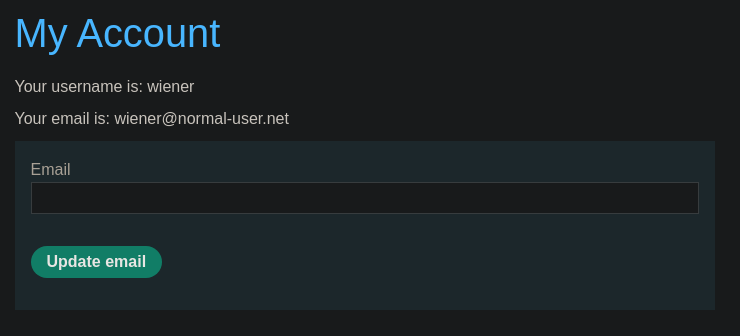 My Account
Your username is: wiener
Your email is: wiener@normal-user.net
Email
Update email